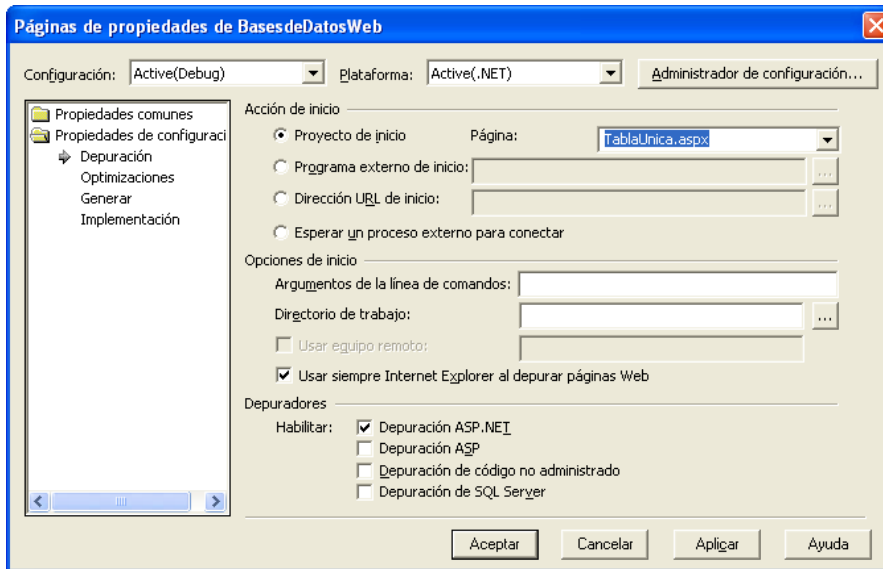 Páginas de propiedades de BasesdeDatosWeb
Configuración: Active(Debug) Plataforma: Active(.NET) Administrador de configuración...
Propiedades comunes
Propiedades de configuraci
Depuración
Optimizaciones
Generar
Implementación
Acción de inicio
Proyecto de inicio Página: TablaUnica.aspx
Programa externo de inicio: ...
Dirección URL de inicio: ...
Esperar un proceso externo para conectar
Opciones de inicio
Argumentos de la línea de comandos:
Directorio de trabajo: ...
Usar equipo remoto:
Usar siempre Internet Explorer al depurar páginas Web
Depuradores
Habilitar: Depuración ASP.NET
Depuración ASP
Depuración de código no administrado
Depuración de SQL Server
Aceptar Cancelar Aplicar Ayuda